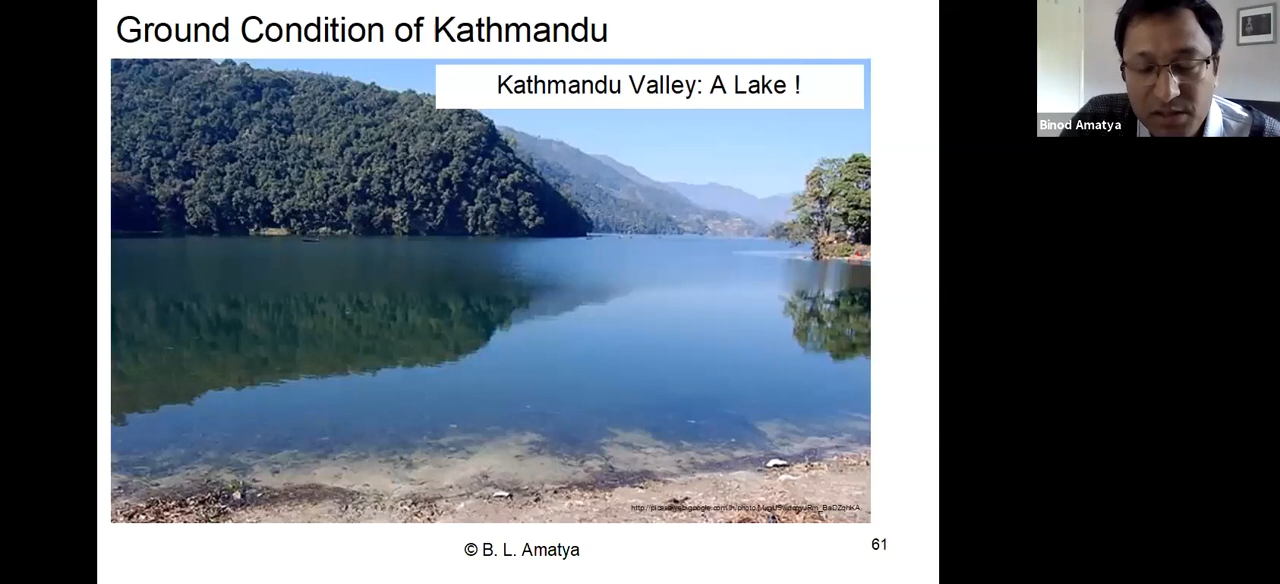 Ground Condition of Kathmandu
Kathmandu Valley: A Lake !
Binod Amatya
© B. L. Amatya
61